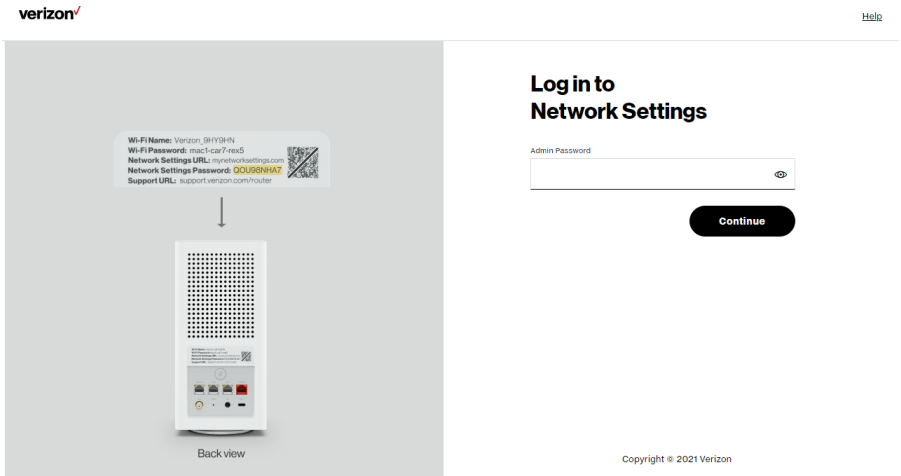 verizon
Help
Wi-Fi Name: Verizon_9HY9HN
Wi-Fi Password: mac1-car7-rex5
Network Settings URL: mynetworksettings.com
Network Settings Password: QOU98NHA7
Support URL: support.verizon.com/router
Back view
Log in to
Network Settings
Admin Password
Continue
Copyright © 2021 Verizon